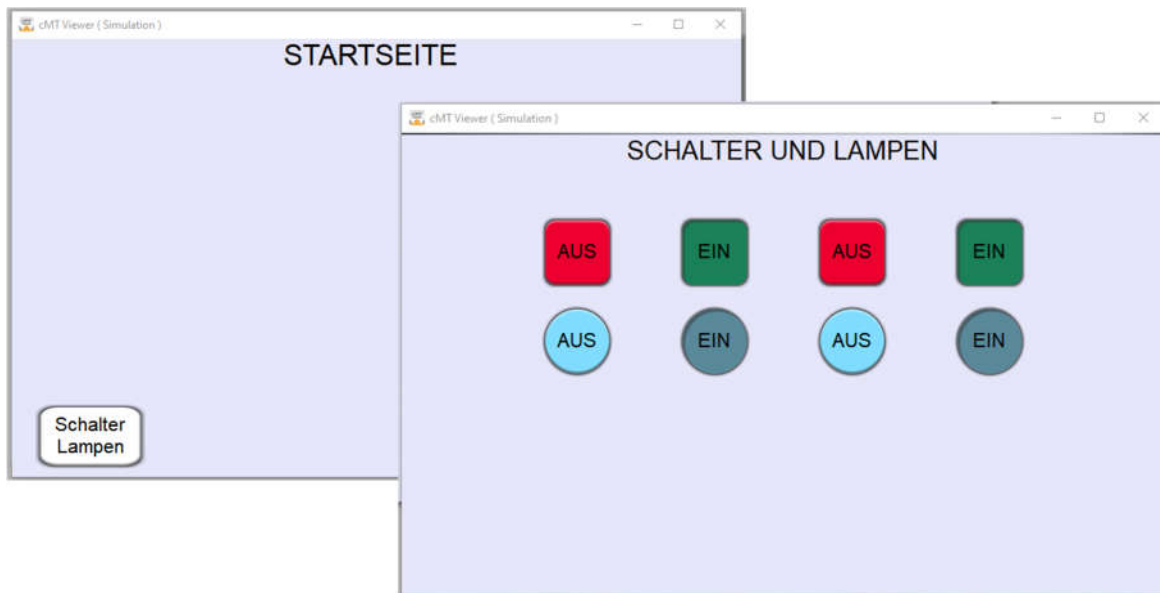 cMT Viewer ( Simulation )
STARTSEITE
Schalter
Lampen
cMT Viewer ( Simulation )
SCHALTER UND LAMPEN
AUS EIN AUS EIN
AUS EIN AUS EIN